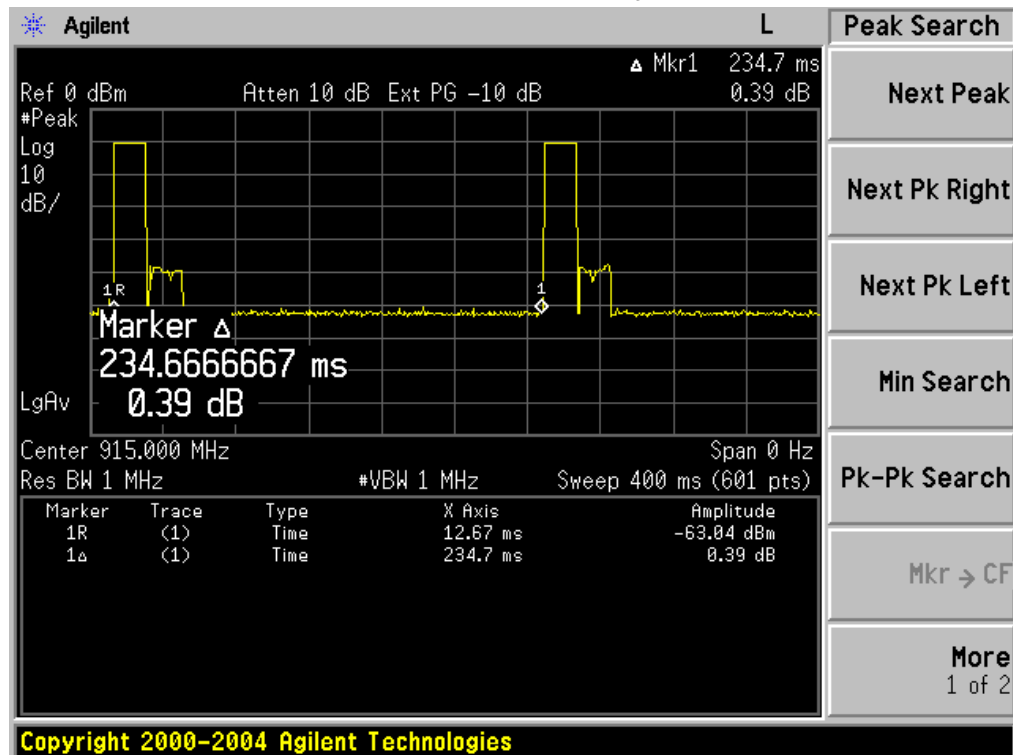 Agilent L Peak Search
Δ Mkr1 234.7 ms
Ref 0 dBm Atten 10 dB Ext PG -10 dB 0.39 dB
#Peak
Log
10
dB/
1R
1
Marker Δ
234.6666667 ms
0.39 dB
LgAv
Center 915.000 MHz Span 0 Hz
Res BW 1 MHz #VBW 1 MHz Sweep 400 ms (601 pts)
Marker Trace Type X Axis Amplitude
1R (1) Time 12.67 ms -63.04 dBm
1Δ (1) Time 234.7 ms 0.39 dB
Next Peak
Next Pk Right
Next Pk Left
Min Search
Pk-Pk Search
Mkr → CF
More
1 of 2
Copyright 2000-2004 Agilent Technologies